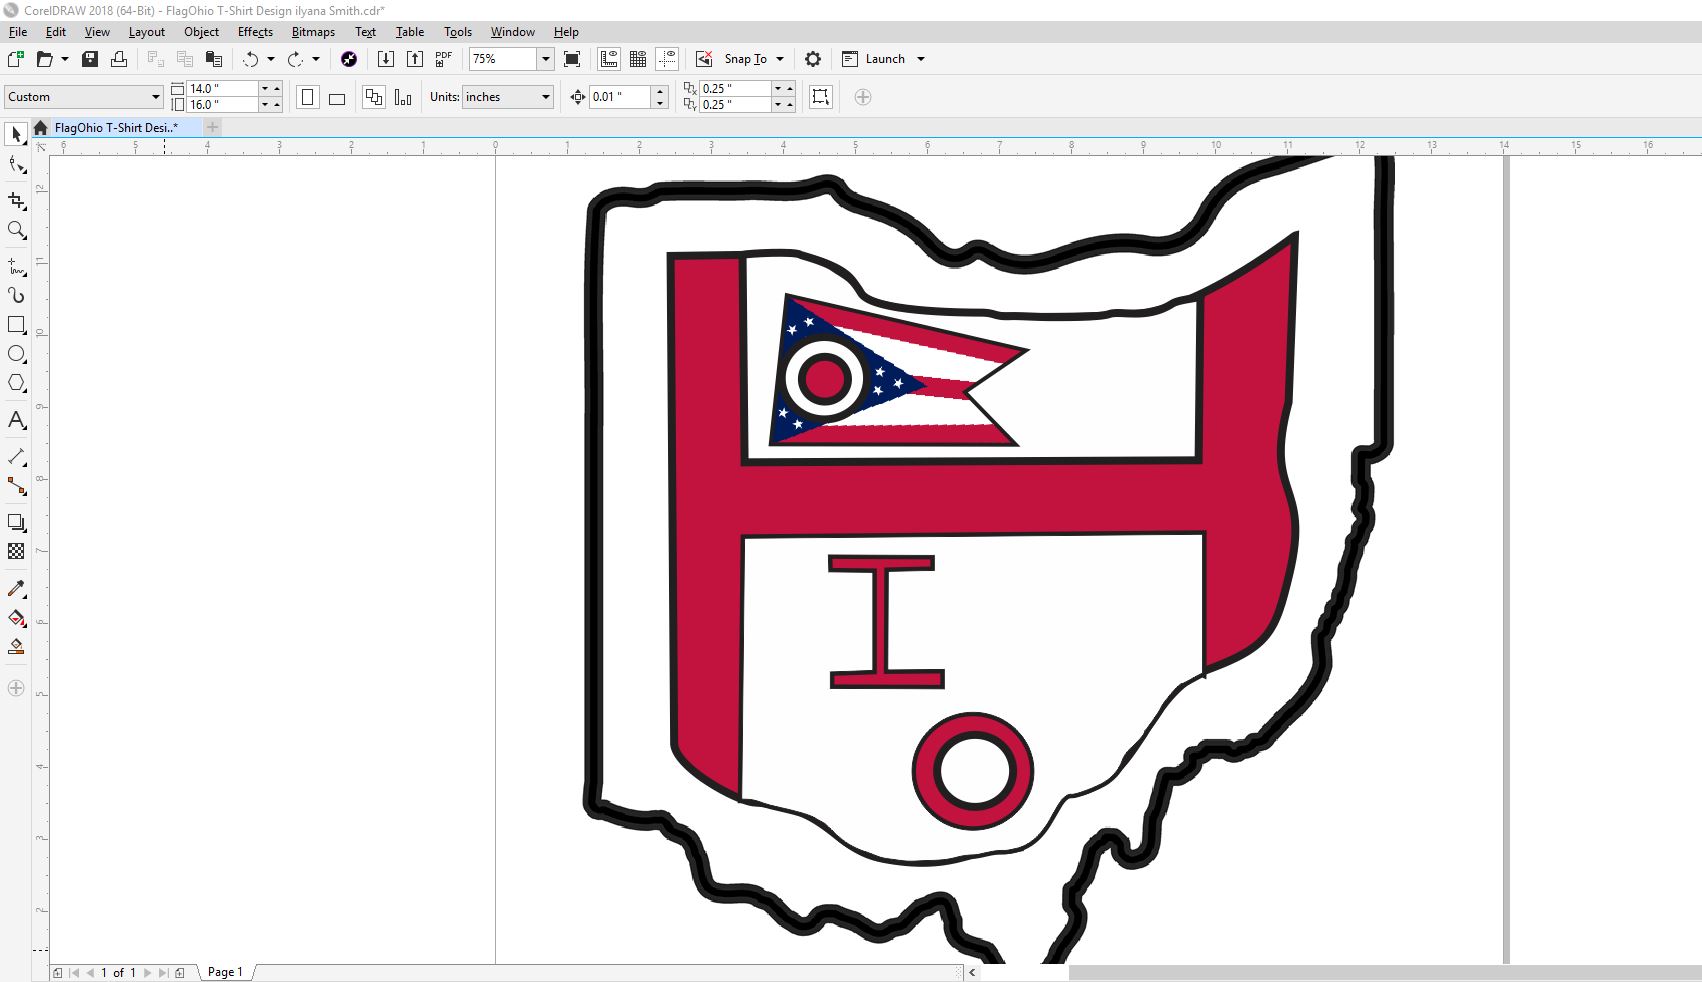 CorelDRAW 2018 (64-Bit) - FlagOhio T-Shirt Design ilyana Smith.cdr*
File Edit View Layout Object Effects Bitmaps Text Table Tools Window Help
PDF 75% Snap To Launch
Custom 14.0 " 16.0 " Units: inches 0.01 " 0.25 " 0.25 "
FlagOhio T-Shirt Desi..*
6 5 4 3 2 1 0 1 2 3 4 5 6 7 8 9 10 11 12 13 14 15 16
12
11
10
9
8
7
6
5
4
3
2
H
I
O
1 of 1 Page 1